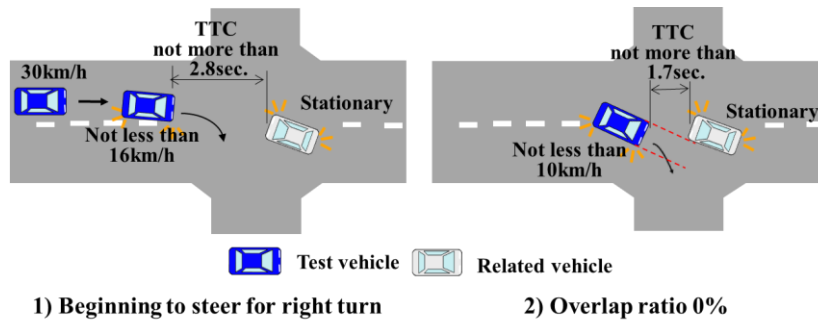 TTC
not more than
2.8sec.
30km/h
Stationary
Not less than
16km/h
TTC
not more than
1.7sec.
Stationary
Not less than
10km/h
Test vehicle
Related vehicle
1) Beginning to steer for right turn
2) Overlap ratio 0%